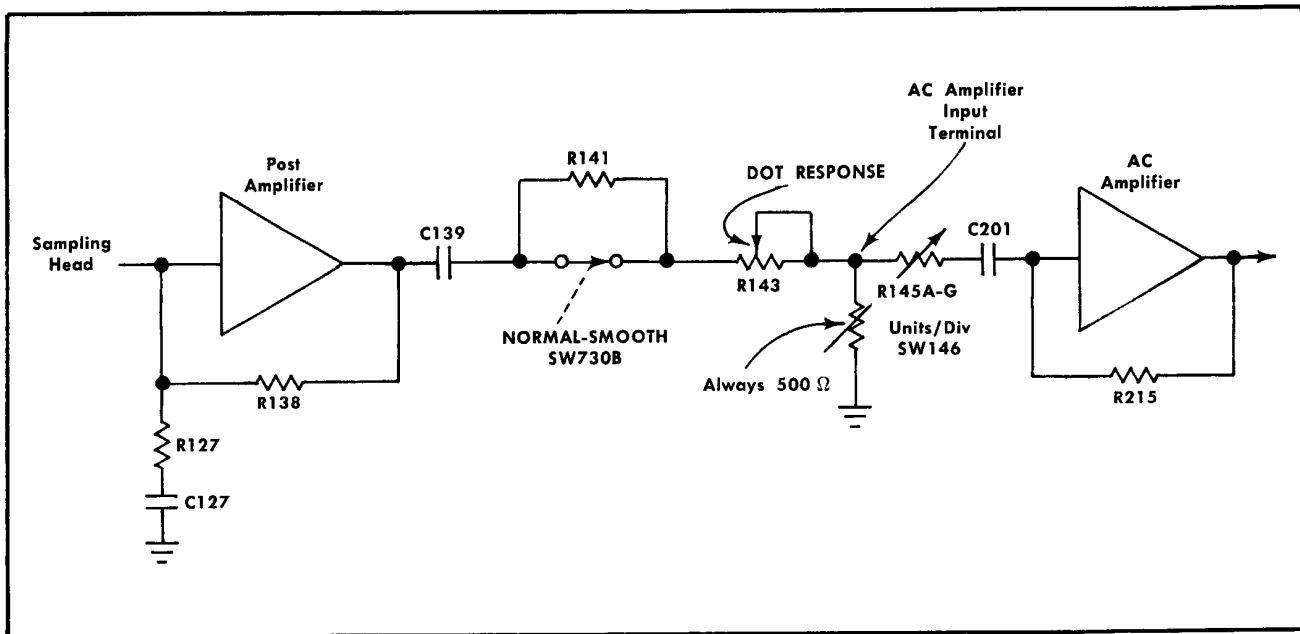 AC Amplifier
Input
Terminal
Post
Amplifier
R141
DOT RESPONSE
AC
Amplifier
Sampling
Head
C139
C201
R143
R145A-G
NORMAL-SMOOTH
SW730B
Units/Div
SW146
Always 500 Ω
R138
R215
R127
C127